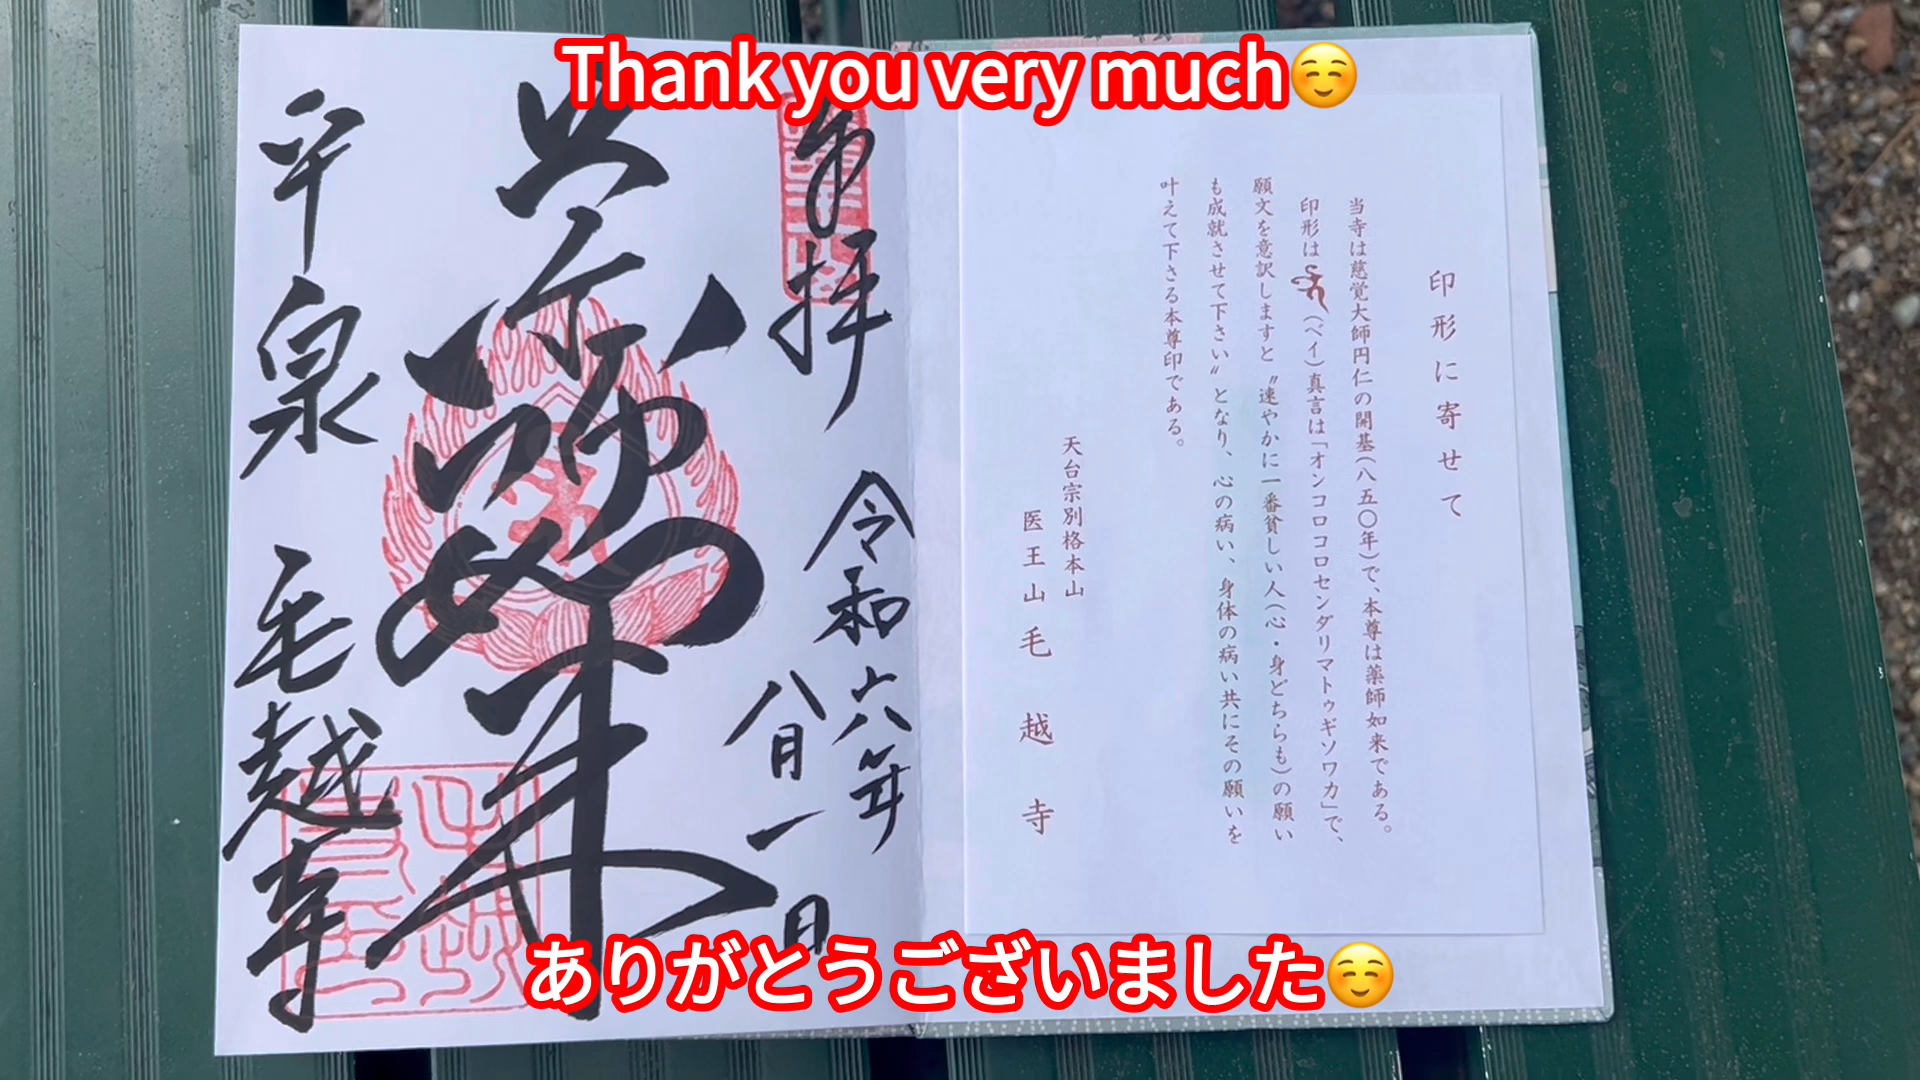 Thank you very much☺️
印形に寄せて
当寺は慈覚大師円仁の開基(八五〇年)で、本尊は薬師如来である。
印形は
(ベイ)真言は「オンコロコロセンダリマトゥギソワカ」で、
願文を意訳しますと〝速やかに一番貧しい人(心・身どちらも)の願い
も成就させて下さい〟となり、心の病い、身体の病い共にその願いを
叶えて下さる本尊印である。
天台宗別格本山
医王山毛越寺
奉拝
令和六年
八月一日
薬師如来
平泉 毛越寺
ありがとうございました☺️